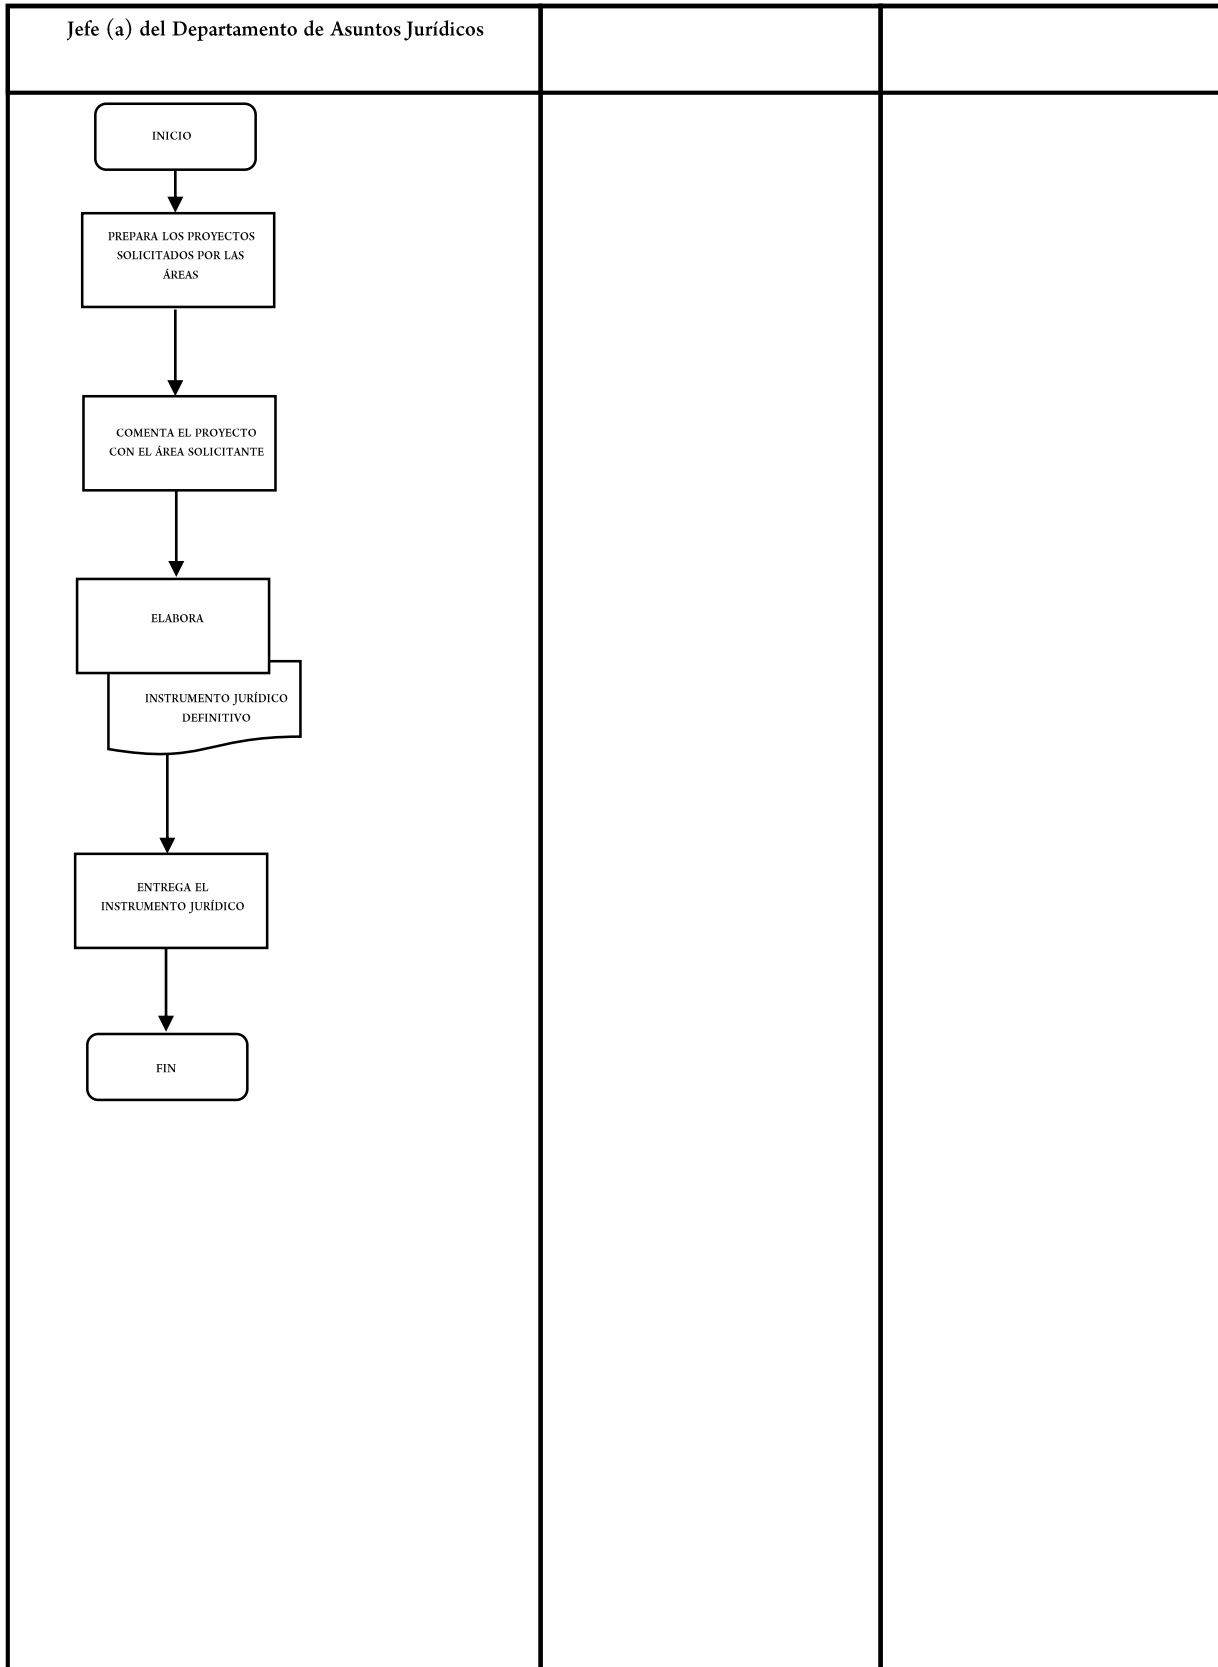 Jefe (a) del Departamento de Asuntos Jurídicos
INICIO
PREPARA LOS PROYECTOS
SOLICITADOS POR LAS
ÁREAS
COMENTA EL PROYECTO
CON EL ÁREA SOLICITANTE
ELABORA
INSTRUMENTO JURÍDICO
DEFINITIVO
ENTREGA EL
INSTRUMENTO JURÍDICO
FIN